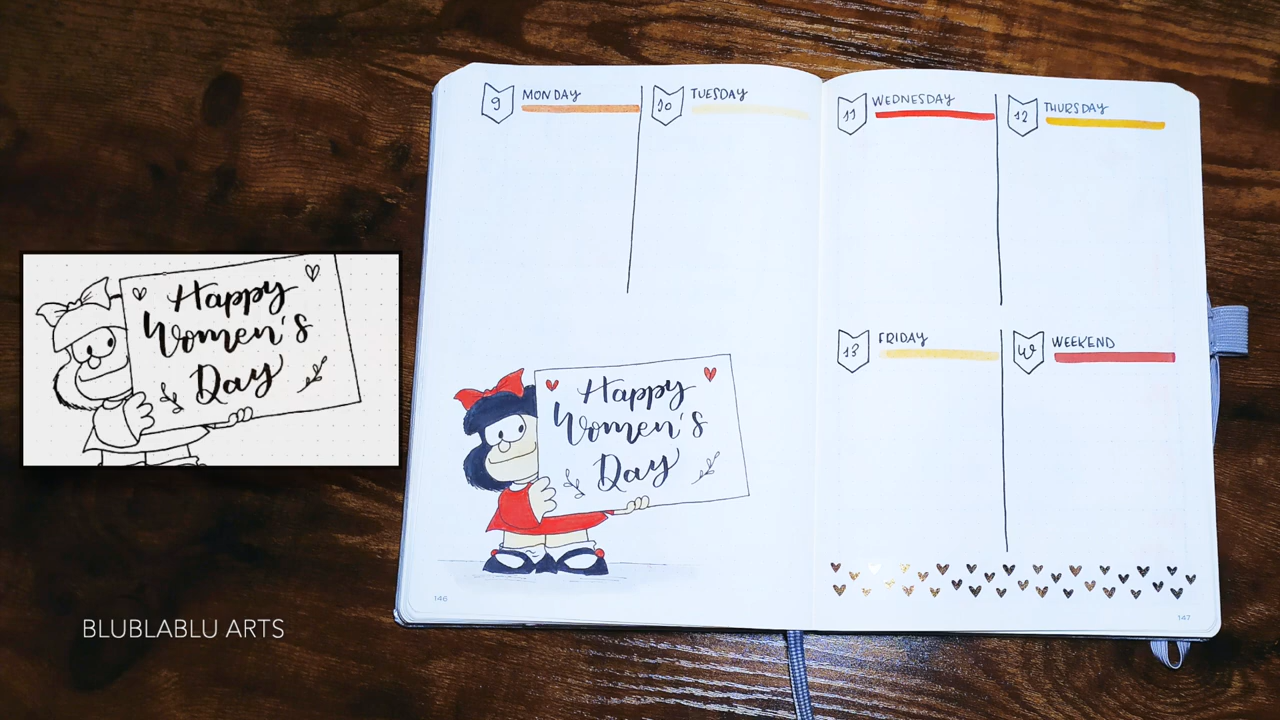 9 MONDAY
10 TUESDAY
11 WEDNESDAY
12 THURSDAY
13 FRIDAY
W WEEKEND
Happy
Women's
Day
146
147
Happy
Women's
Day
BLUBLABLU ARTS